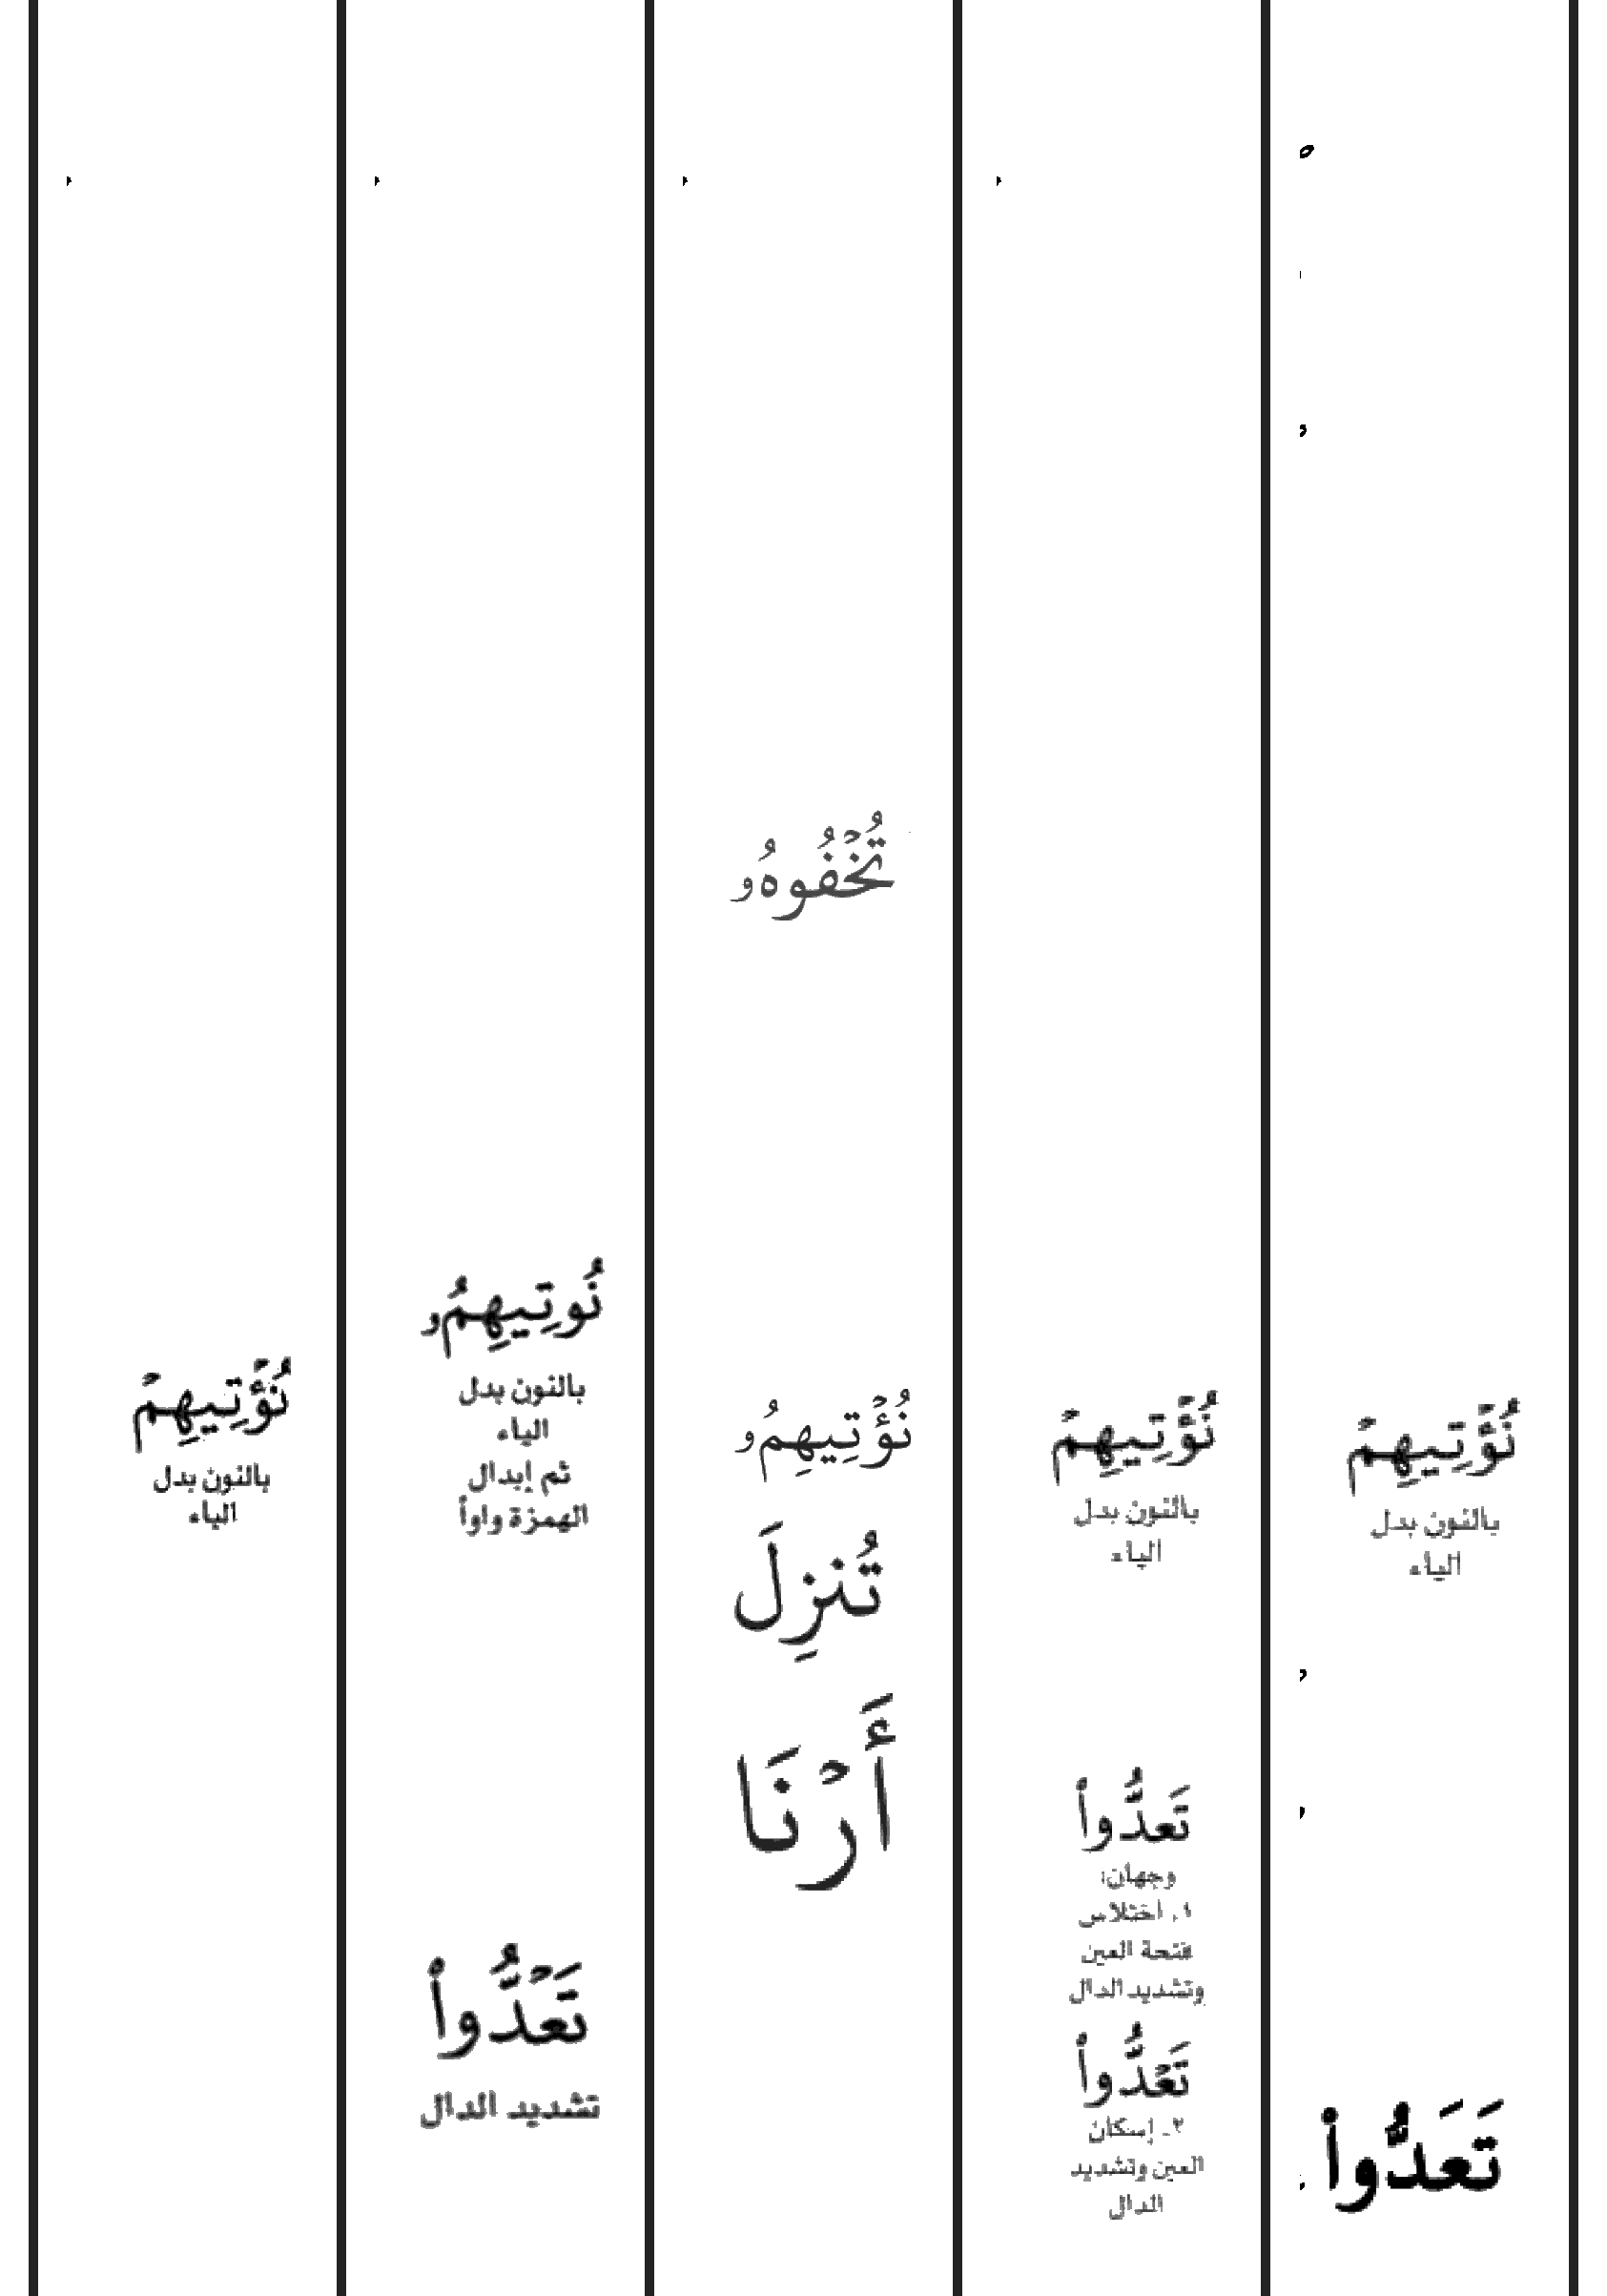 نُؤۡتِيهِمۡ
بالنون بدل
الياء
تَعَدُّواْ
نُؤۡتِيهِمۡ
بالنون بدل
الياء
تَعَدُّواْ
وجهان:
١. اختلاس
فتحة العين
وتشديد الدال
تَعۡدُّواْ
٢. إسكان
العين وتشديد
الدال
تُخۡفُوهُو
نُؤۡتِيهِمُو
تُنزِلَ
أَرۡنَا
نُوتِيهِمُو
بالنون بدل
الياء
ثم إبدال
الهمزة واواً
تَعۡدُّواْ
تشديد الدال
نُؤۡتِيهِمۡ
بالنون بدل
الياء